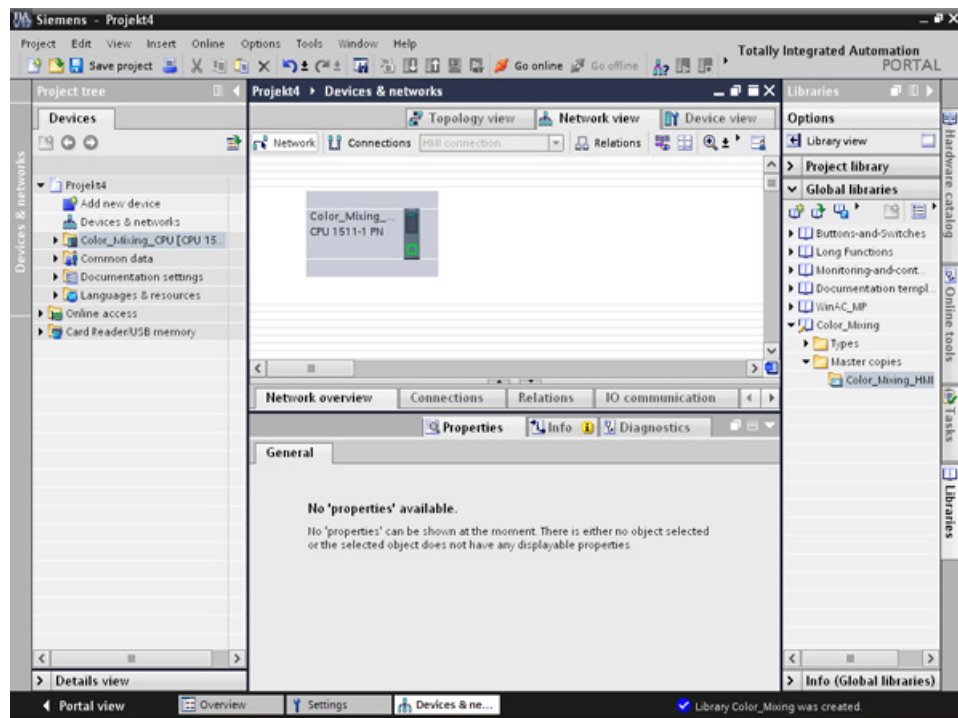 Siemens - Projekt4
Project Edit View Insert Online Options Tools Window Help
Totally Integrated Automation
PORTAL
Save project
Go online
Go offline
Project tree
Devices
Devices & networks
Projekt4
Add new device
Devices & networks
Color_Mixing_CPU [CPU 15...
Common data
Documentation settings
Languages & resources
Online access
Card Reader/USB memory
Details view
Projekt4 Devices & networks
Topology view
Network view
Device view
Network
Connections
HMI connection
Relations
Color_Mixing_...
CPU 1511-1 PN
Network overview
Connections
Relations
IO communication
Properties
Info
Diagnostics
General
No 'properties' available.
No 'properties' can be shown at the moment. There is either no object selected
or the selected object does not have any displayable properties.
Libraries
Options
Library view
Project library
Global libraries
Buttons-and-Switches
Long Functions
Monitoring-and-cont...
Documentation templ...
WinAC_MP
Color_Mixing
Types
Master copies
Color_Mixing_HMI
Info (Global libraries)
Hardware catalog
Online tools
Tasks
Libraries
Portal view
Overview
Settings
Devices & ne...
Library Color_Mixing was created.